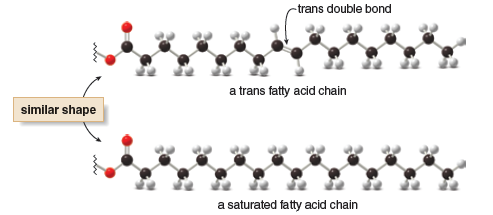 trans double bond
a trans fatty acid chain
similar shape
a saturated fatty acid chain